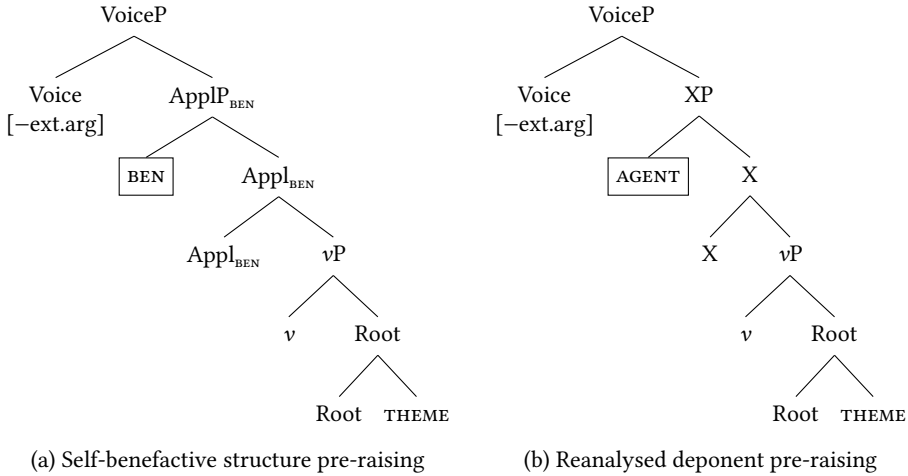 VoiceP VoiceP
Voice ApplP_BEN Voice XP
[−ext.arg] [−ext.arg]
BEN Appl_BEN AGENT X
Appl_BEN vP X vP
v Root v Root
Root THEME Root THEME
(a) Self-benefactive structure pre-raising (b) Reanalysed deponent pre-raising